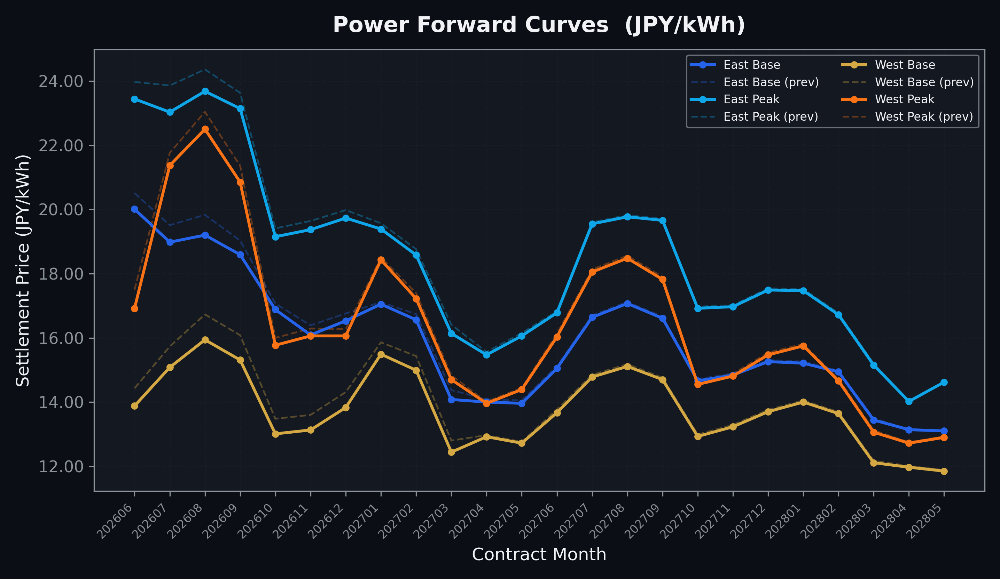 Power Forward Curves  (JPY/kWh)
East Base
East Base (prev)
East Peak
East Peak (prev)
West Base
West Base (prev)
West Peak
West Peak (prev)
Settlement Price (JPY/kWh)
24.00
22.00
20.00
18.00
16.00
14.00
12.00
202606
202607
202608
202609
202610
202611
202612
202701
202702
202703
202704
202705
202706
202707
202708
202709
202710
202711
202712
202801
202802
202803
202804
202805
Contract Month